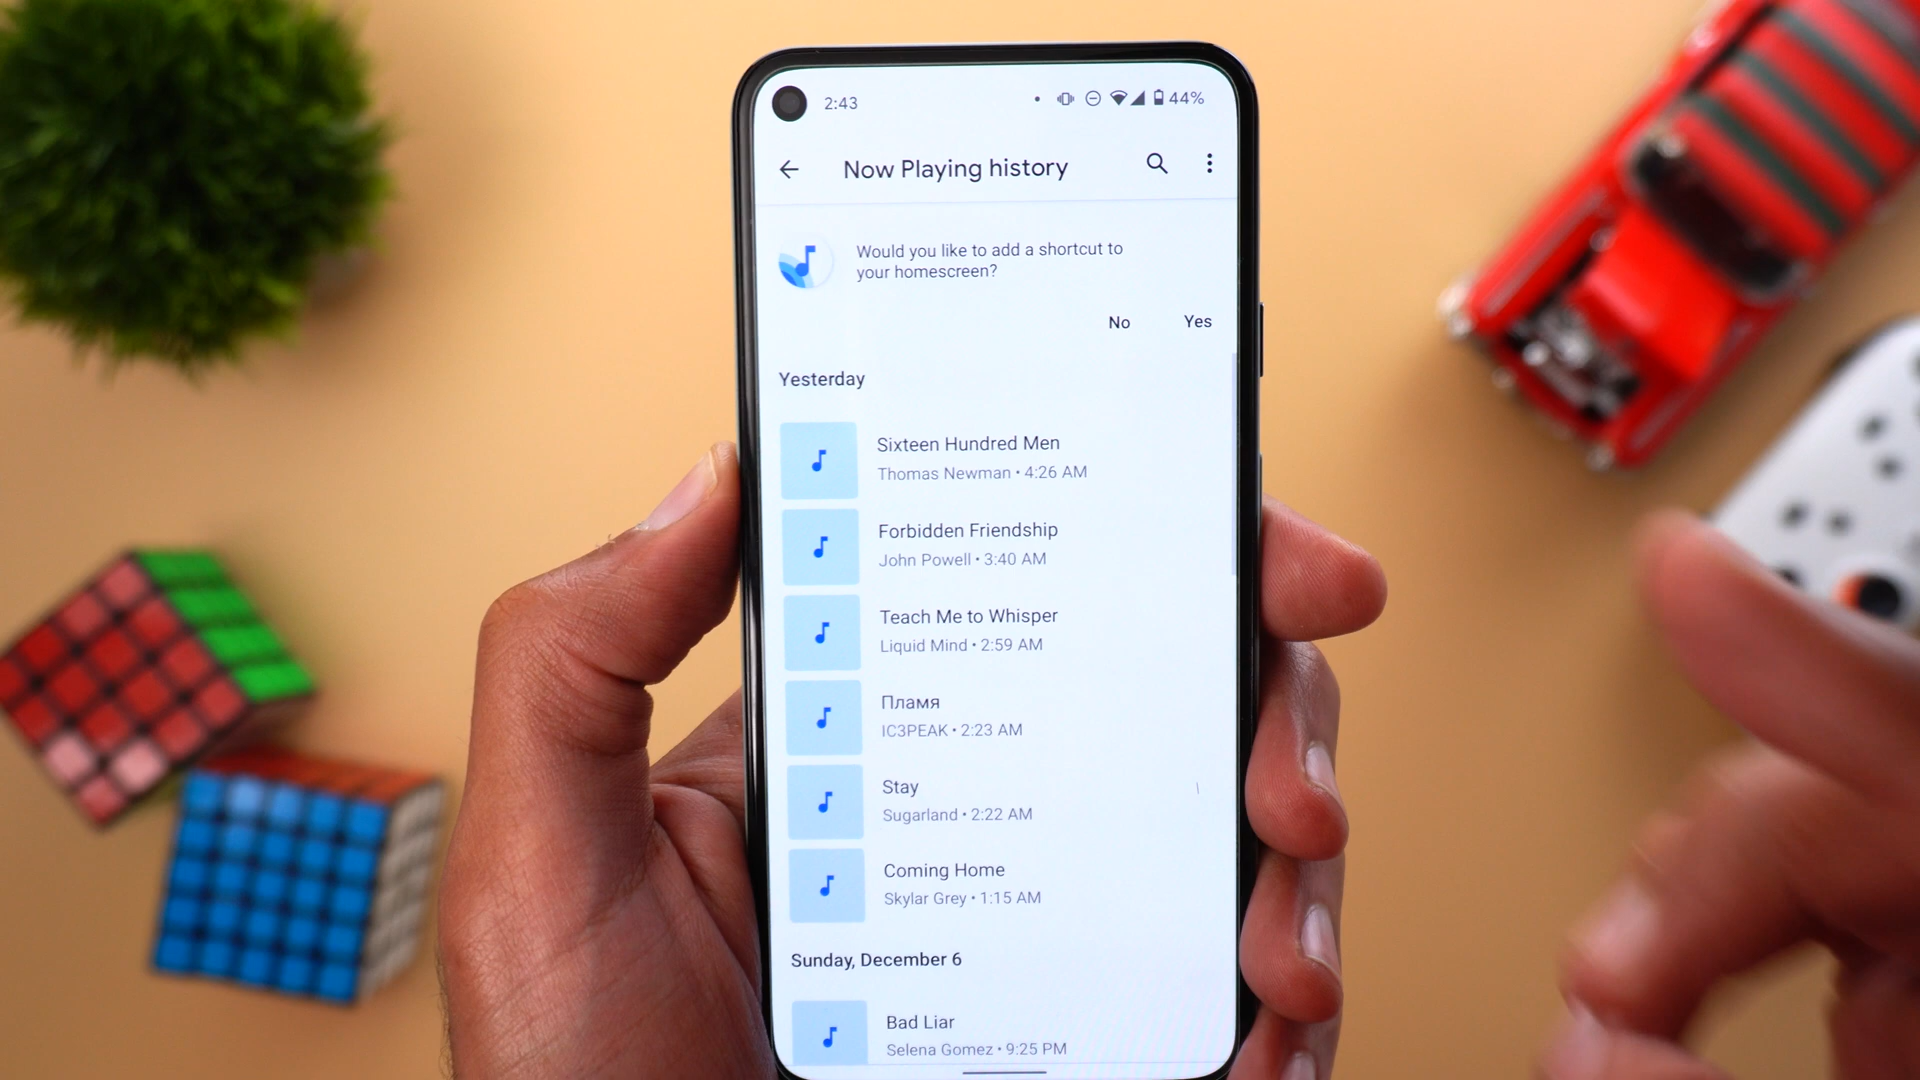 2:43
44%
Now Playing history
Would you like to add a shortcut to
your homescreen?
No Yes
Yesterday
Sixteen Hundred Men
Thomas Newman • 4:26 AM
Forbidden Friendship
John Powell • 3:40 AM
Teach Me to Whisper
Liquid Mind • 2:59 AM
Пламя
IC3PEAK • 2:23 AM
Stay
Sugarland • 2:22 AM
Coming Home
Skylar Grey • 1:15 AM
Sunday, December 6
Bad Liar
Selena Gomez • 9:25 PM